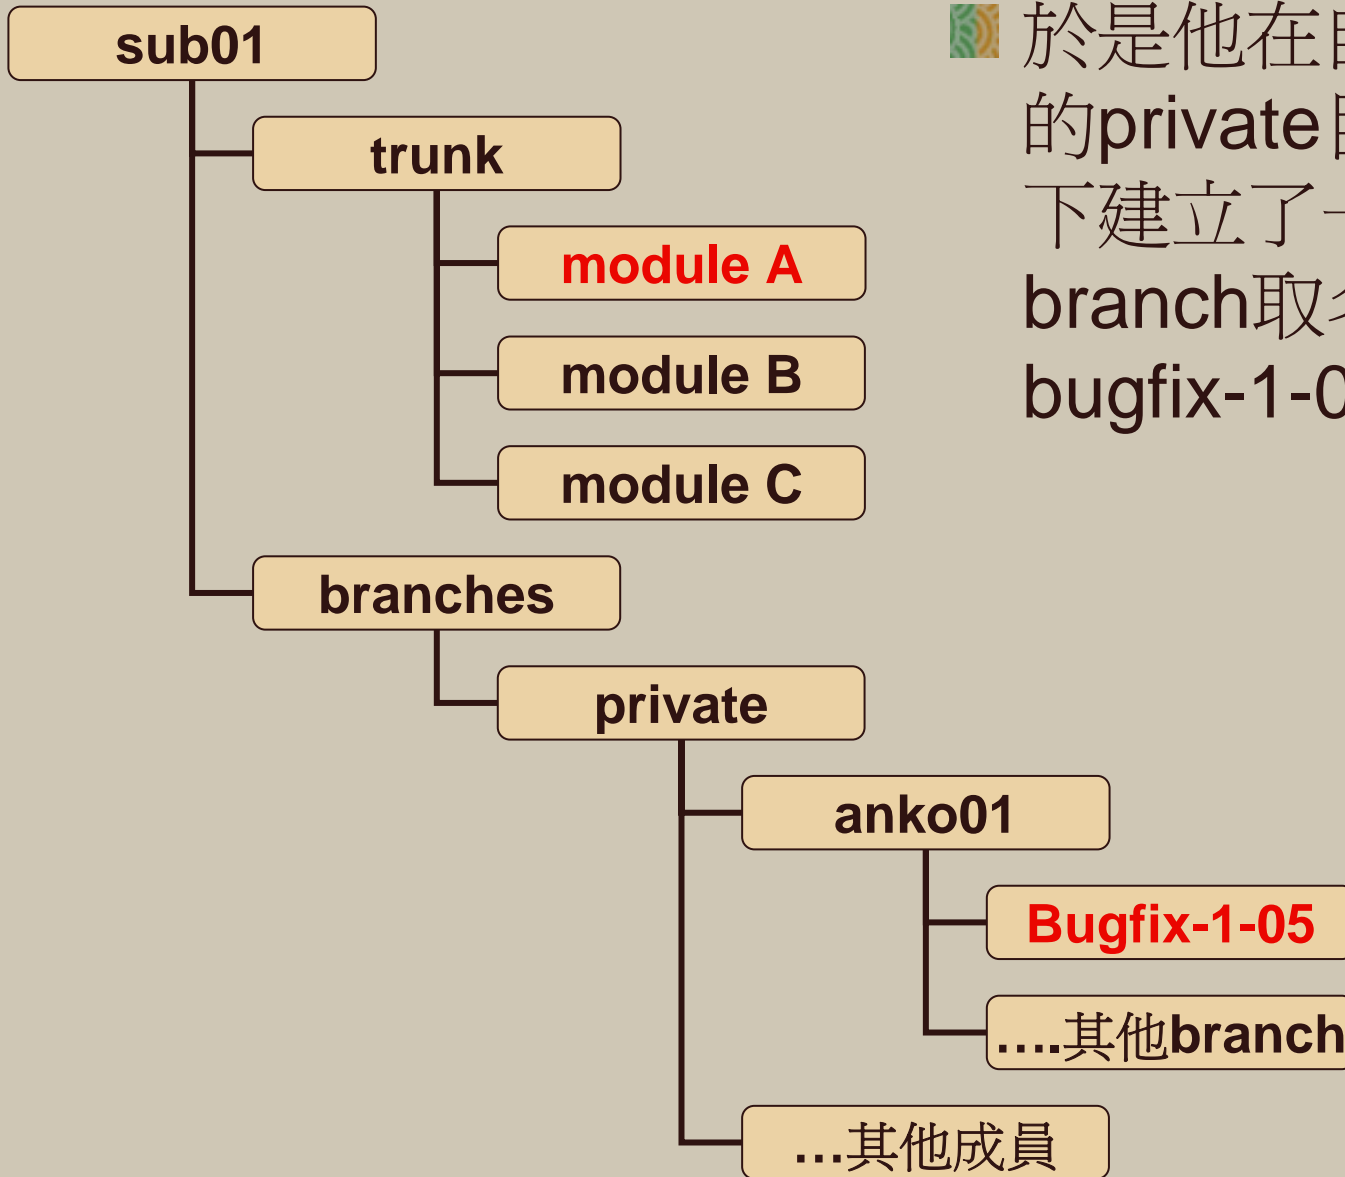 sub01
trunk
module A
module B
module C
branches
private
anko01
Bugfix-1-05
....其他branch
...其他成員
於是他在
的private
下建立了
branch取
bugfix-1-0